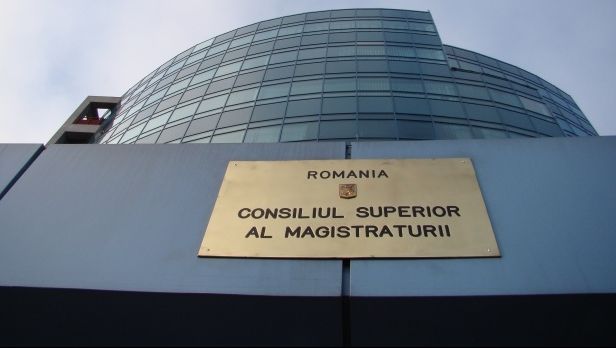 ROMANIA
CONSILIUL SUPERIOR
AL MAGISTRATURII